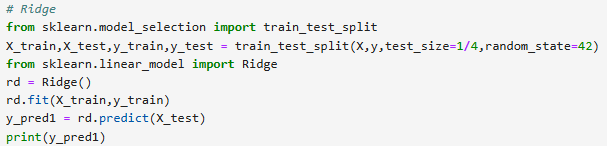 # Ridge
from sklearn.model_selection import train_test_split
X_train,X_test,y_train,y_test = train_test_split(X,y,test_size=1/4,random_state=42)
from sklearn.linear_model import Ridge
rd = Ridge()
rd.fit(X_train,y_train)
y_pred1 = rd.predict(X_test)
print(y_pred1)